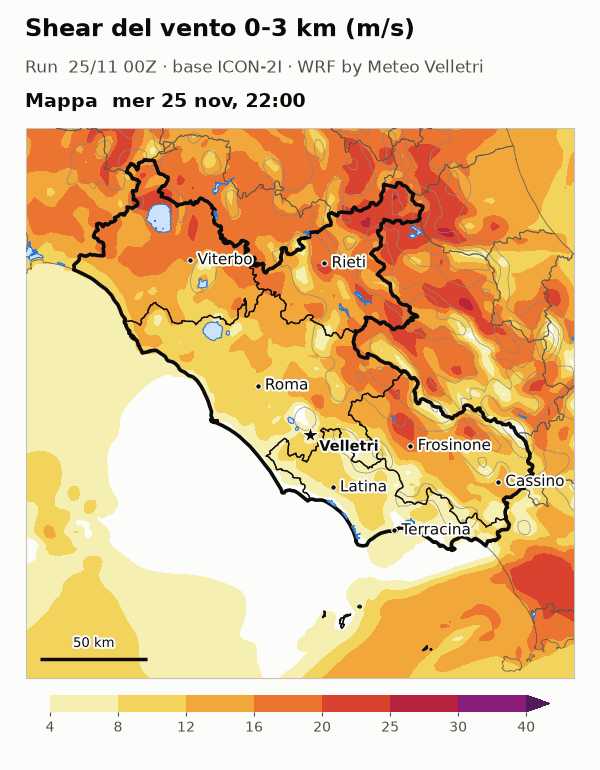 Shear del vento 0-3 km (m/s)
Run  25/11 00Z · base ICON-2I · WRF by Meteo Velletri
Mappa  mer 25 nov, 22:00
Viterbo
Rieti
Roma
Velletri
Frosinone
Cassino
Latina
Terracina
50 km
4 8 12 16 20 25 30 40